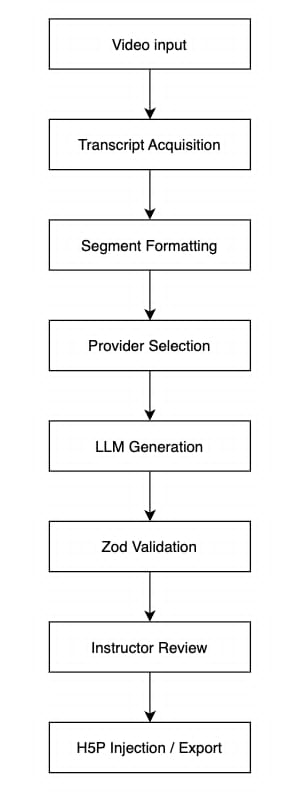 Video input
Transcript Acquisition
Segment Formatting
Provider Selection
LLM Generation
Zod Validation
Instructor Review
H5P Injection / Export